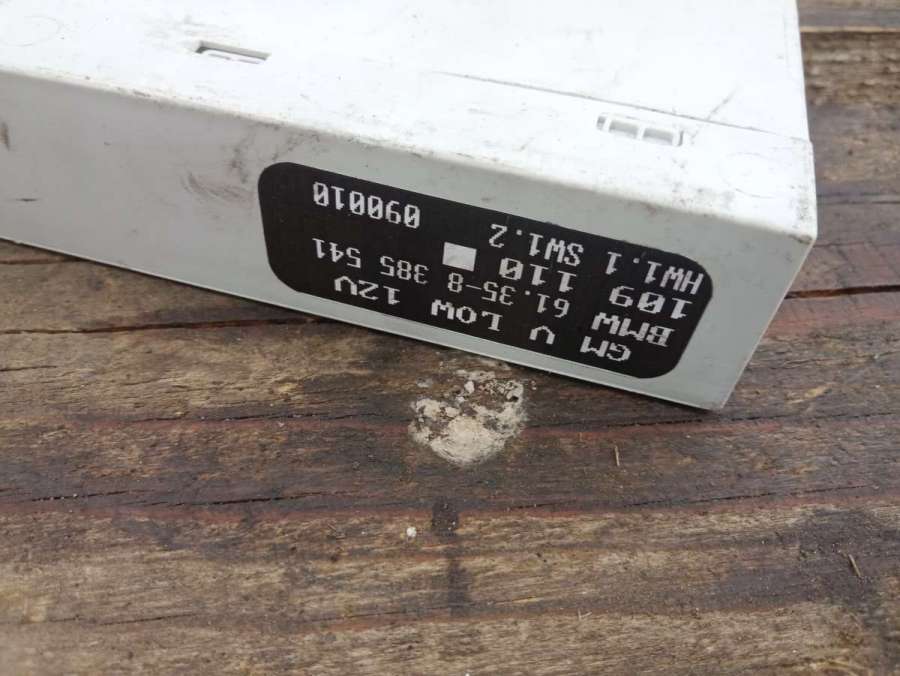 GM V LOW 12V
BMW 61.35-8 385 541
109 110
HW1.1 SW1.2 090010